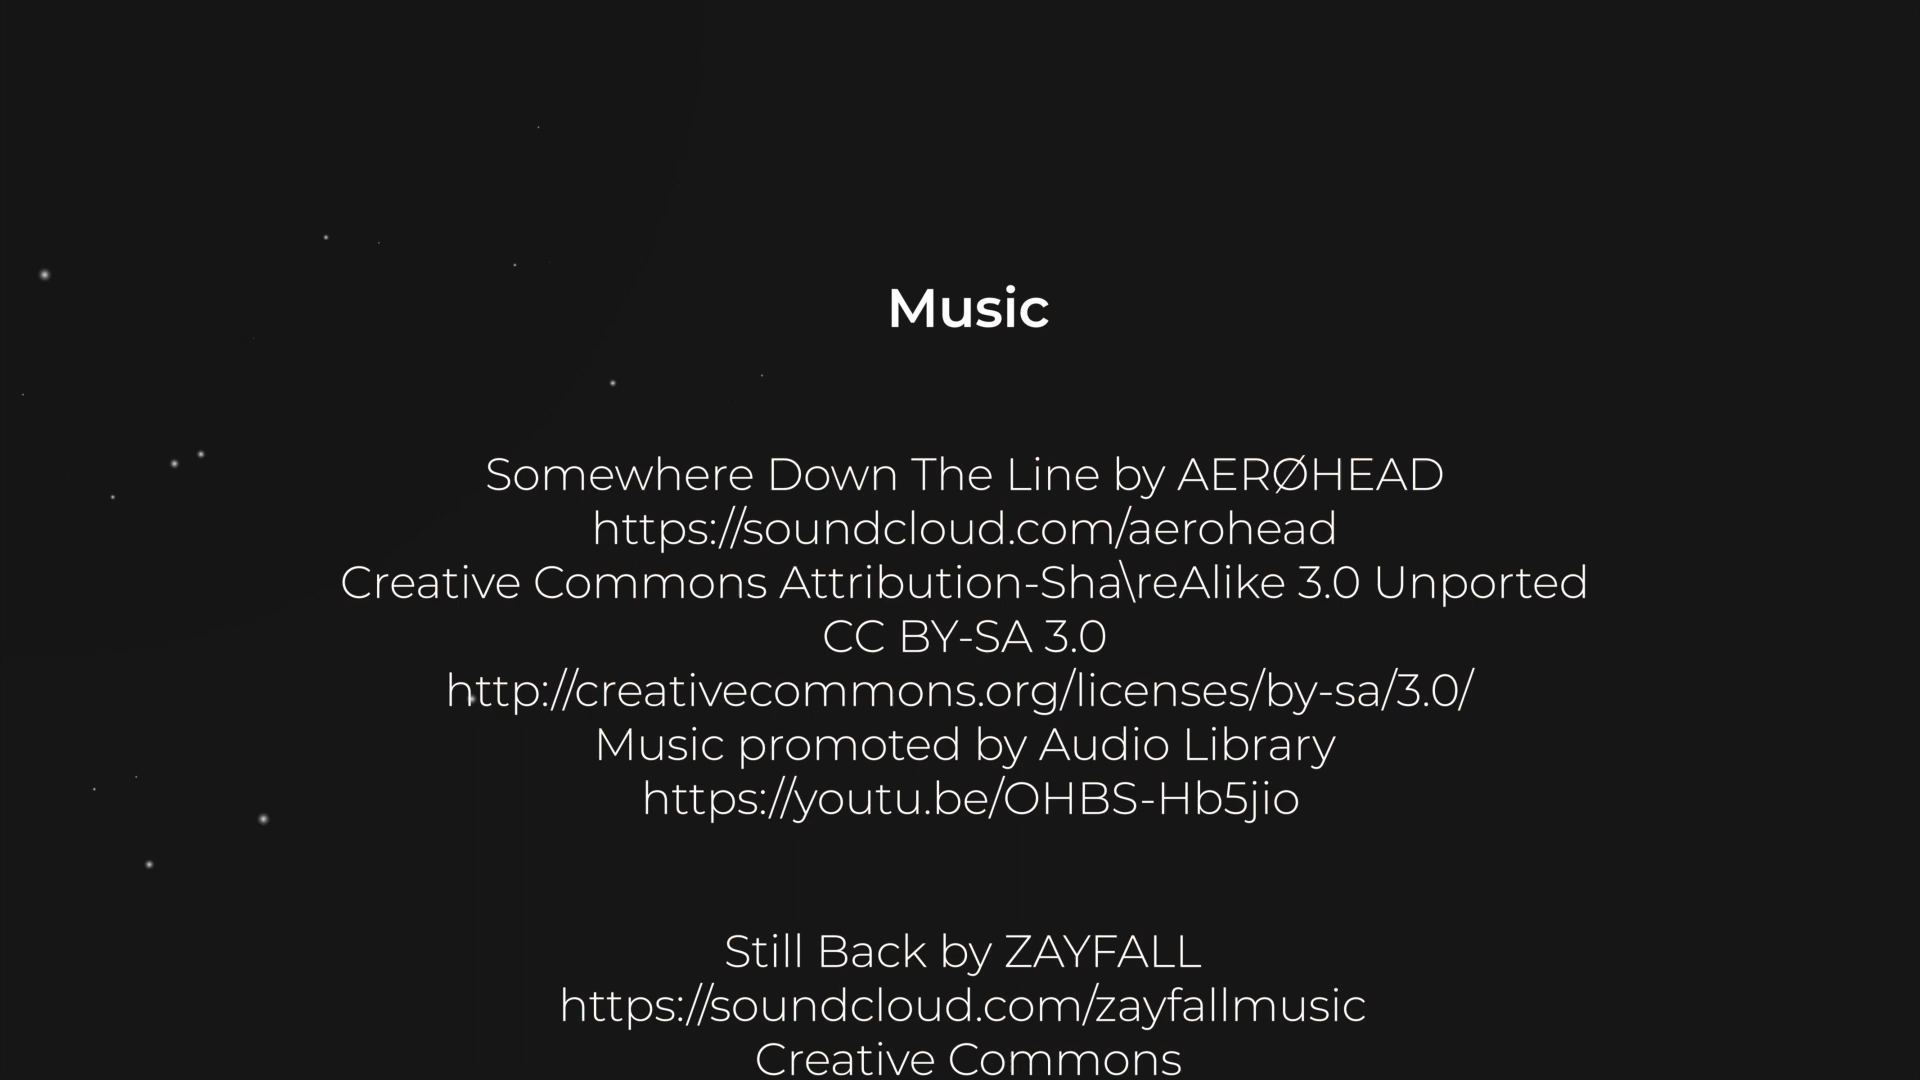 Music
Somewhere Down The Line by AERØHEAD
https://soundcloud.com/aerohead
Creative Commons Attribution-Sha\reAlike 3.0 Unported
CC BY-SA 3.0
http://creativecommons.org/licenses/by-sa/3.0/
Music promoted by Audio Library
https://youtu.be/OHBS-Hb5jio
Still Back by ZAYFALL
https://soundcloud.com/zayfallmusic
Creative Commons